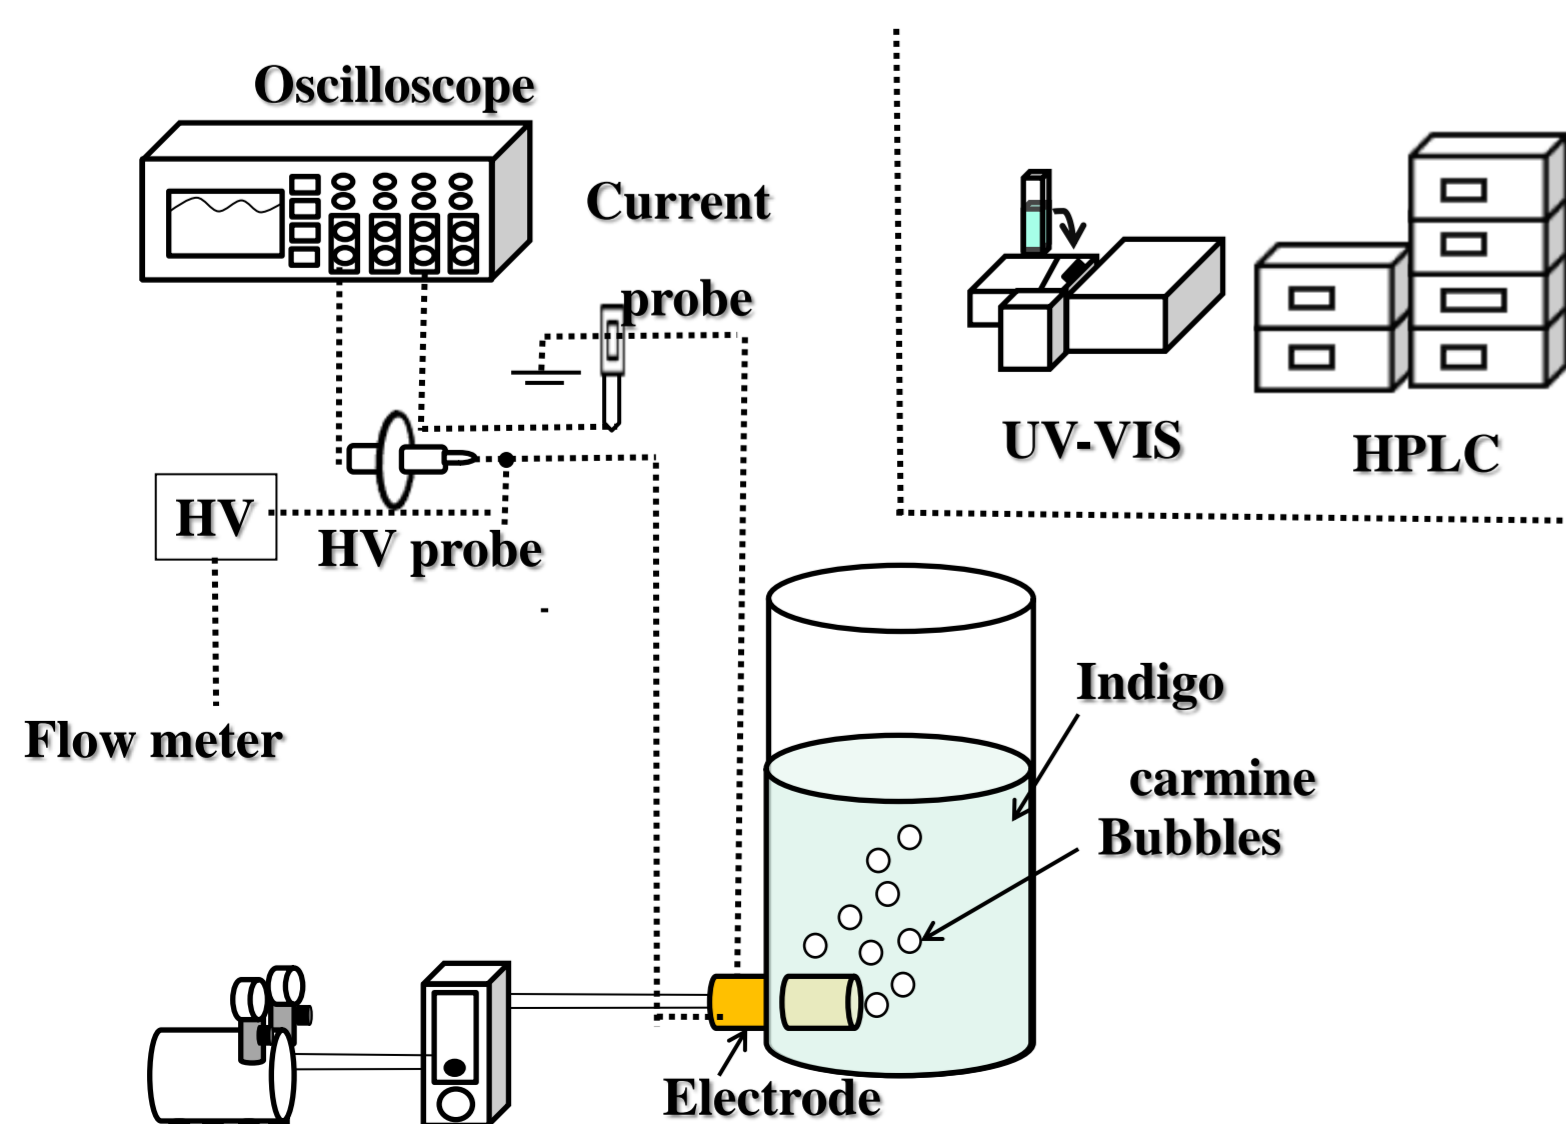 Oscilloscope
Current
probe
UV-VIS
HPLC
HV
HV probe
-
Flow meter
Indigo
carmine
Bubbles
Electrode